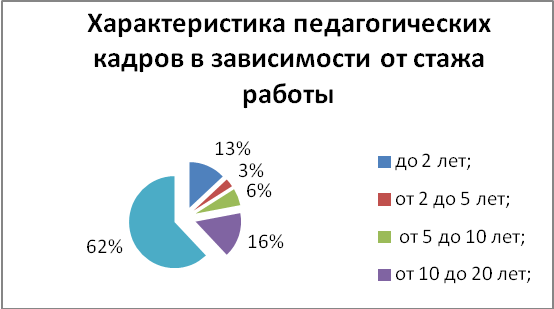 Характеристика педагогических
кадров в зависимости от стажа
работы
13%
3%
6%
16%
62%
до 2 лет;
от 2 до 5 лет;
от 5 до 10 лет;
от 10 до 20 лет;